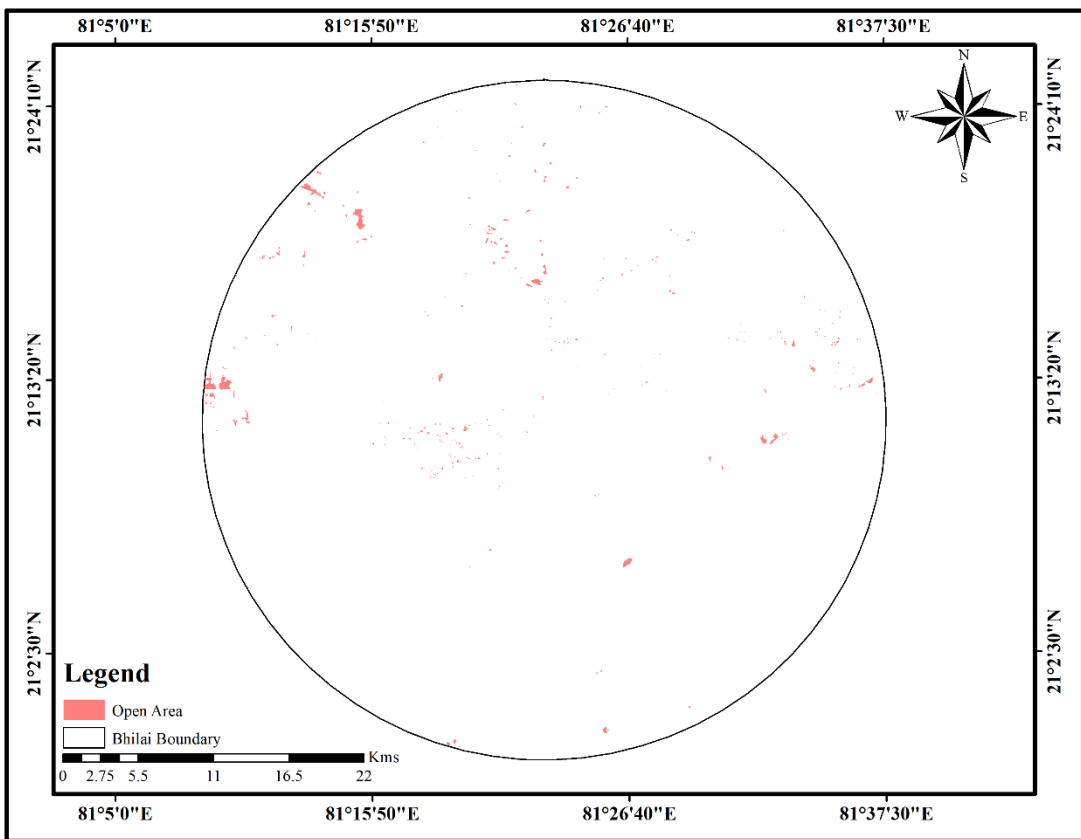 81°5'0"E 81°15'50"E 81°26'40"E 81°37'30"E
N
W E
S
21°24'10"N 21°24'10"N
21°13'20"N 21°13'20"N
21°2'30"N 21°2'30"N
Legend
Open Area
Bhilai Boundary
Kms
0 2.75 5.5 11 16.5 22
81°5'0"E 81°15'50"E 81°26'40"E 81°37'30"E